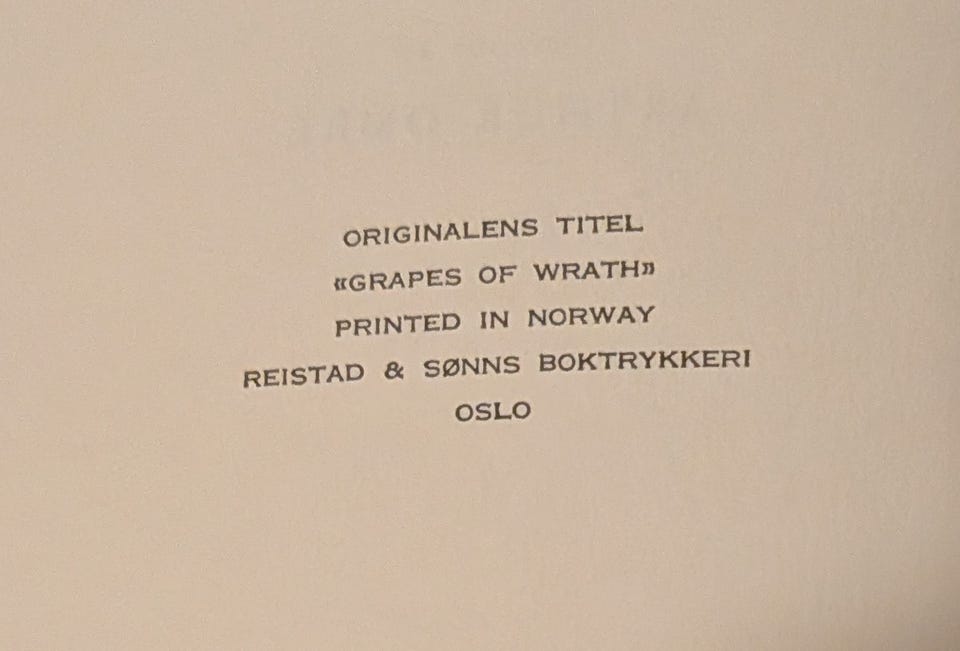 ORIGINALENS TITEL
«GRAPES OF WRATH»
PRINTED IN NORWAY
REISTAD & SØNNS BOKTRYKKERI
OSLO